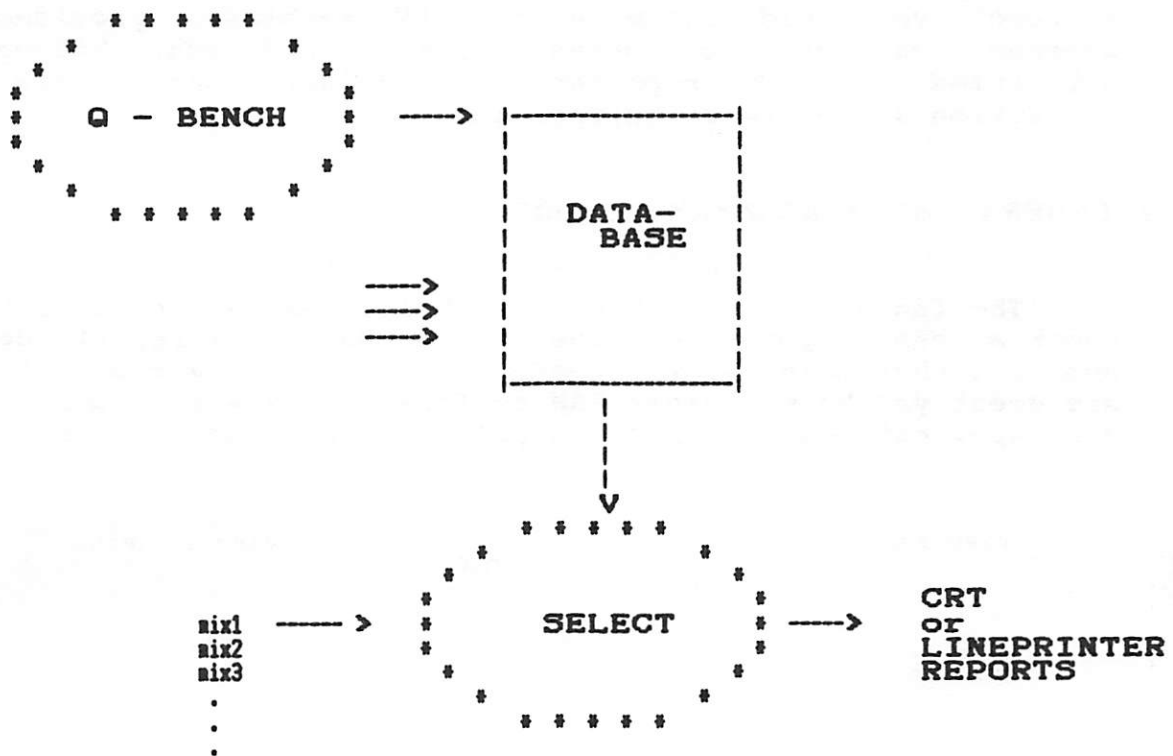 Q - BENCH
DATA-
BASE
mix1
mix2
mix3
.
.
.
SELECT
CRT
or
LINEPRINTER
REPORTS